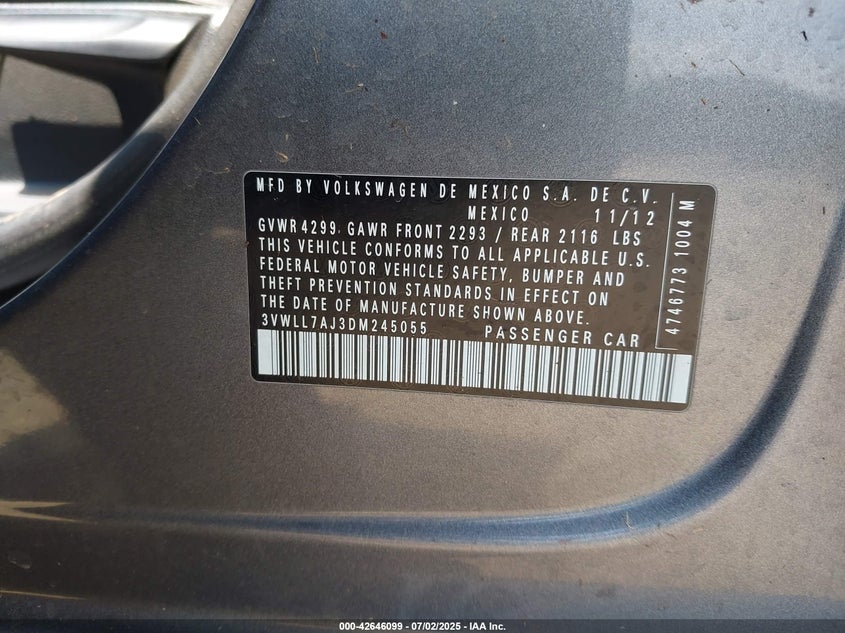 MFD BY VOLKSWAGEN DE MEXICO S.A. DE C.V.
MEXICO 11/12
GVWR 4299 GAWR FRONT 2293 / REAR 2116 LBS
THIS VEHICLE CONFORMS TO ALL APPLICABLE U.S.
FEDERAL MOTOR VEHICLE SAFETY, BUMPER AND
THEFT PREVENTION STANDARDS IN EFFECT ON
THE DATE OF MANUFACTURE SHOWN ABOVE.
3VWLL7AJ3DM245055 PASSENGER CAR
4746773 1004 M
000-42646099 - 07/02/2025 - IAA Inc.